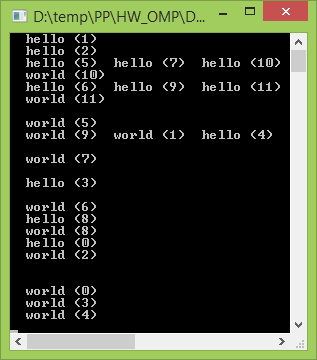 D:\temp\PP\HW_OMP\D...
hello (1)
hello (2)
hello (5) hello (7) hello (10)
world (10)
hello (6) hello (9) hello (11)
world (11)
world (5)
world (9) world (1) hello (4)
world (7)
hello (3)
world (6)
hello (8)
world (8)
hello (0)
world (2)
world (0)
world (3)
world (4)